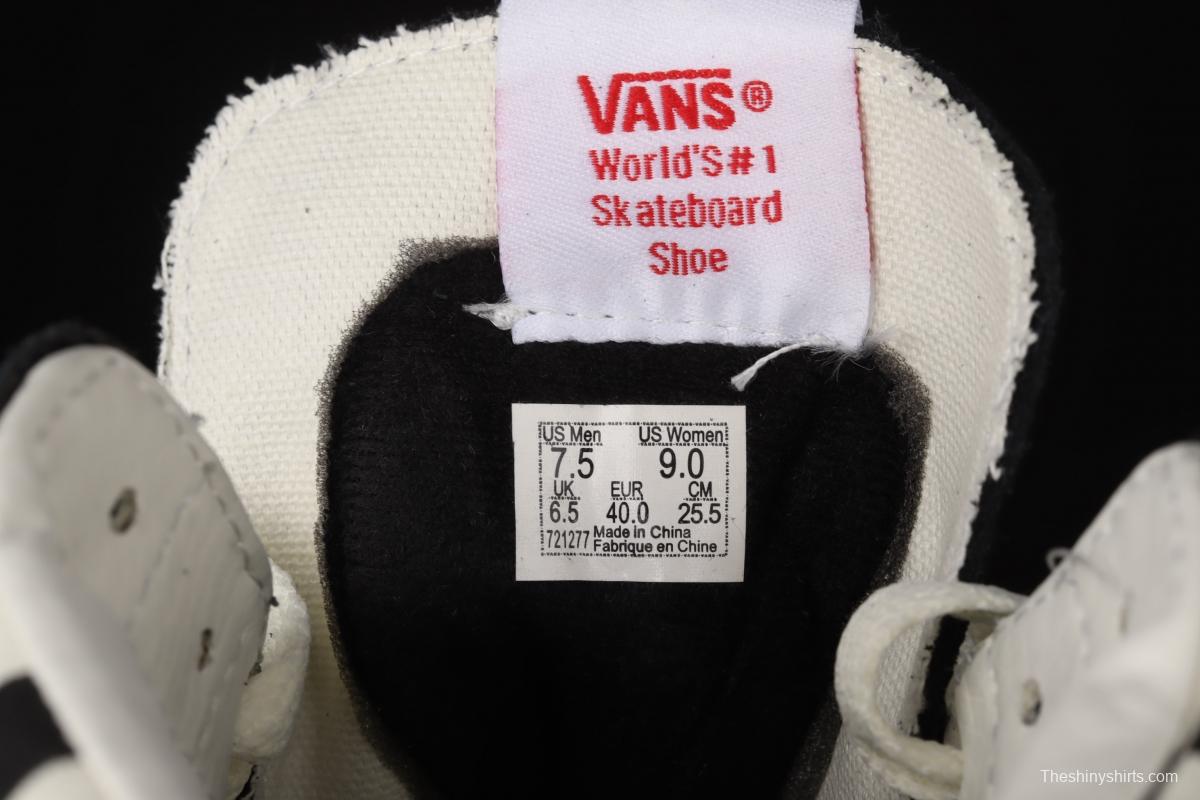 VANS®
World'S#1
Skateboard
Shoe
US Men US Women
7.5 9.0
UK EUR CM
6.5 40.0 25.5
721277 Made in China
Fabrique en Chine
Theshinyshirts.com